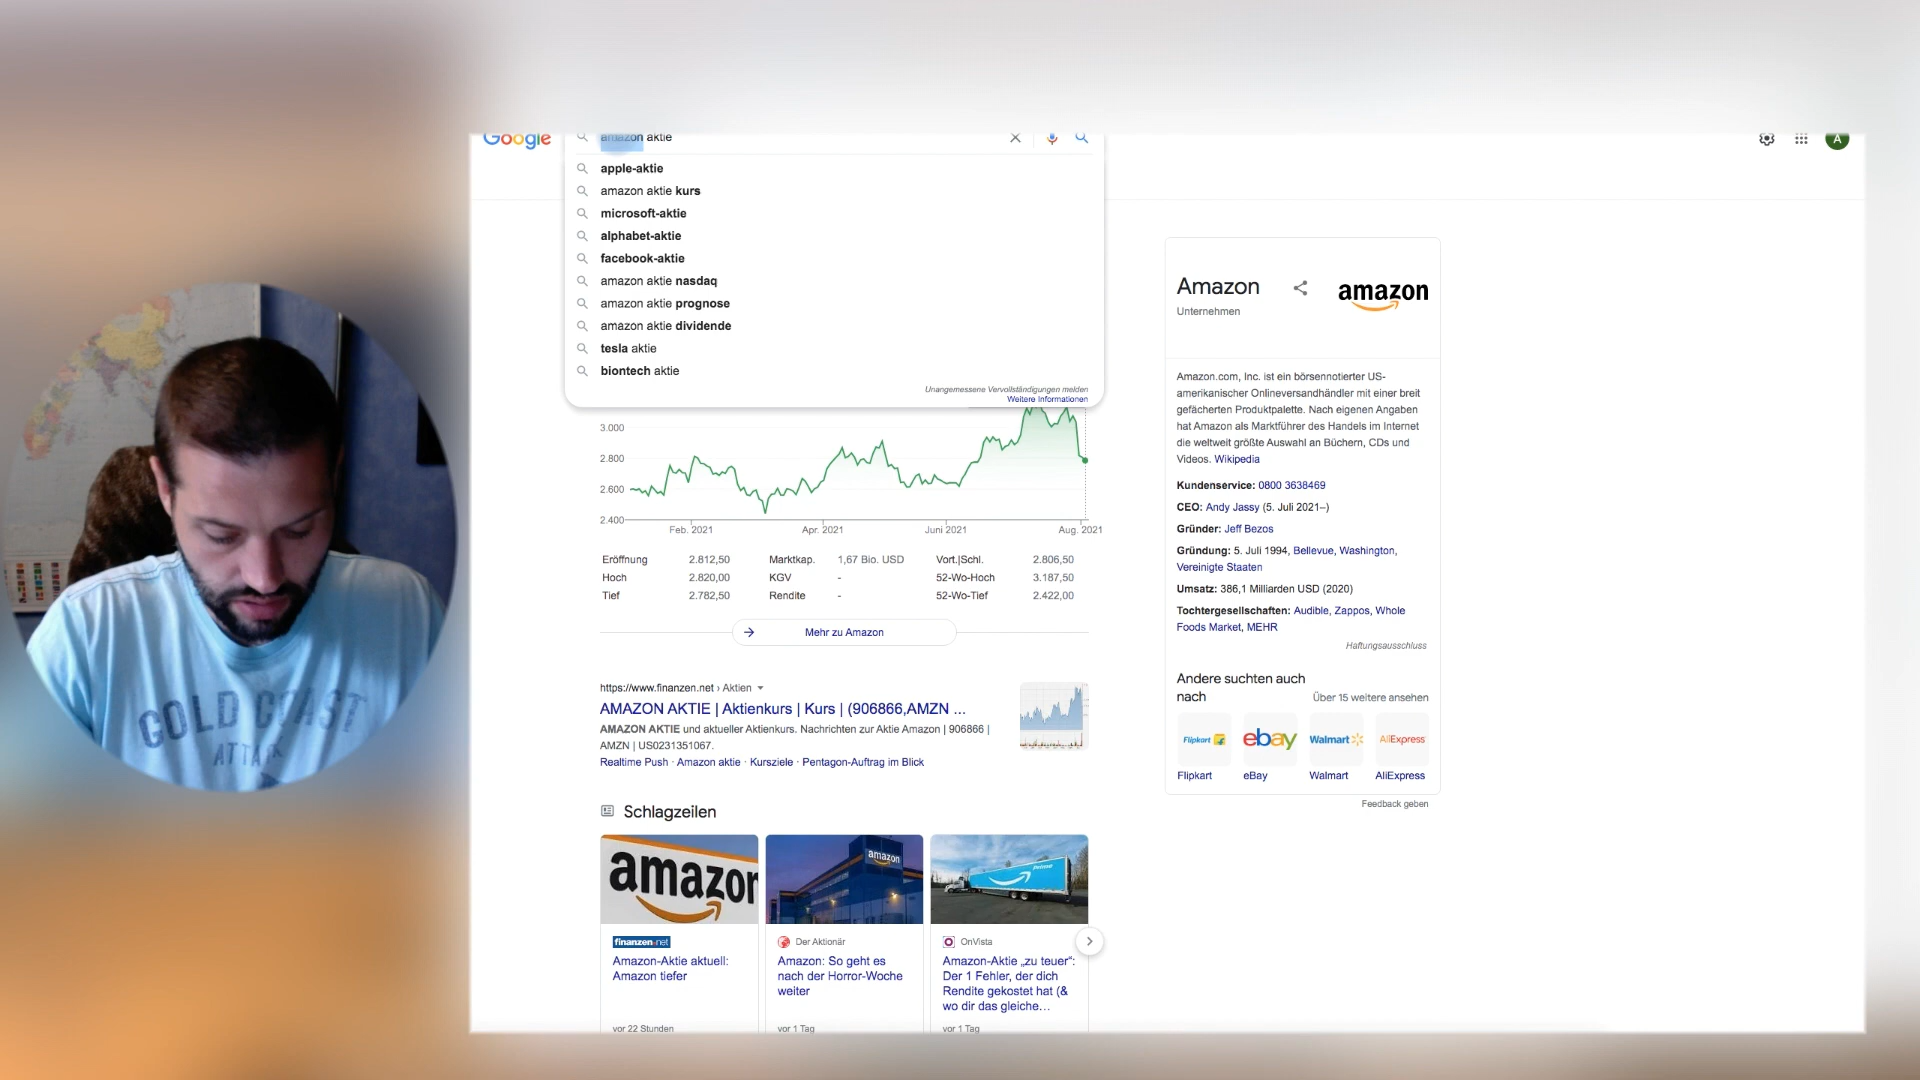 Google
amazon aktie
A
apple-aktie
amazon aktie kurs
microsoft-aktie
alphabet-aktie
facebook-aktie
amazon aktie nasdaq
amazon aktie prognose
amazon aktie dividende
tesla aktie
biontech aktie
Unangemessene Vervollständigungen melden
Weitere Informationen
3.000
2.800
2.600
2.400
Feb. 2021
Apr. 2021
Juni 2021
Aug. 2021
Eröffnung 2.812,50 Marktkap. 1,67 Bio. USD Vort.|Schl. 2.806,50
Hoch 2.820,00 KGV - 52-Wo-Hoch 3.187,50
Tief 2.782,50 Rendite - 52-Wo-Tief 2.422,00
Mehr zu Amazon
https://www.finanzen.net › Aktien
AMAZON AKTIE | Aktienkurs | Kurs | (906866,AMZN ...
AMAZON AKTIE und aktueller Aktienkurs. Nachrichten zur Aktie Amazon | 906866 |
AMZN | US0231351067.
Realtime Push · Amazon aktie · Kursziele · Pentagon-Auftrag im Blick
Schlagzeilen
amazon
amazon
finanzen.net
Amazon-Aktie aktuell:
Amazon tiefer
vor 22 Stunden
Der Aktionär
Amazon: So geht es
nach der Horror-Woche
weiter
vor 1 Tag
OnVista
Amazon-Aktie „zu teuer“:
Der 1 Fehler, der dich
Rendite gekostet hat (&
wo dir das gleiche…
vor 1 Tag
Amazon
Unternehmen
amazon
Amazon.com, Inc. ist ein börsennotierter US-
amerikanischer Onlineversandhändler mit einer breit
gefächerten Produktpalette. Nach eigenen Angaben
hat Amazon als Marktführer des Handels im Internet
die weltweit größte Auswahl an Büchern, CDs und
Videos. Wikipedia
Kundenservice: 0800 3638469
CEO: Andy Jassy (5. Juli 2021–)
Gründer: Jeff Bezos
Gründung: 5. Juli 1994, Bellevue, Washington,
Vereinigte Staaten
Umsatz: 386,1 Milliarden USD (2020)
Tochtergesellschaften: Audible, Zappos, Whole
Foods Market, MEHR
Haftungsausschluss
Andere suchten auch
nach
Über 15 weitere ansehen
Flipkart
ebay
Walmart
AliExpress
Flipkart
eBay
Walmart
AliExpress
Feedback geben
GOLD COAST